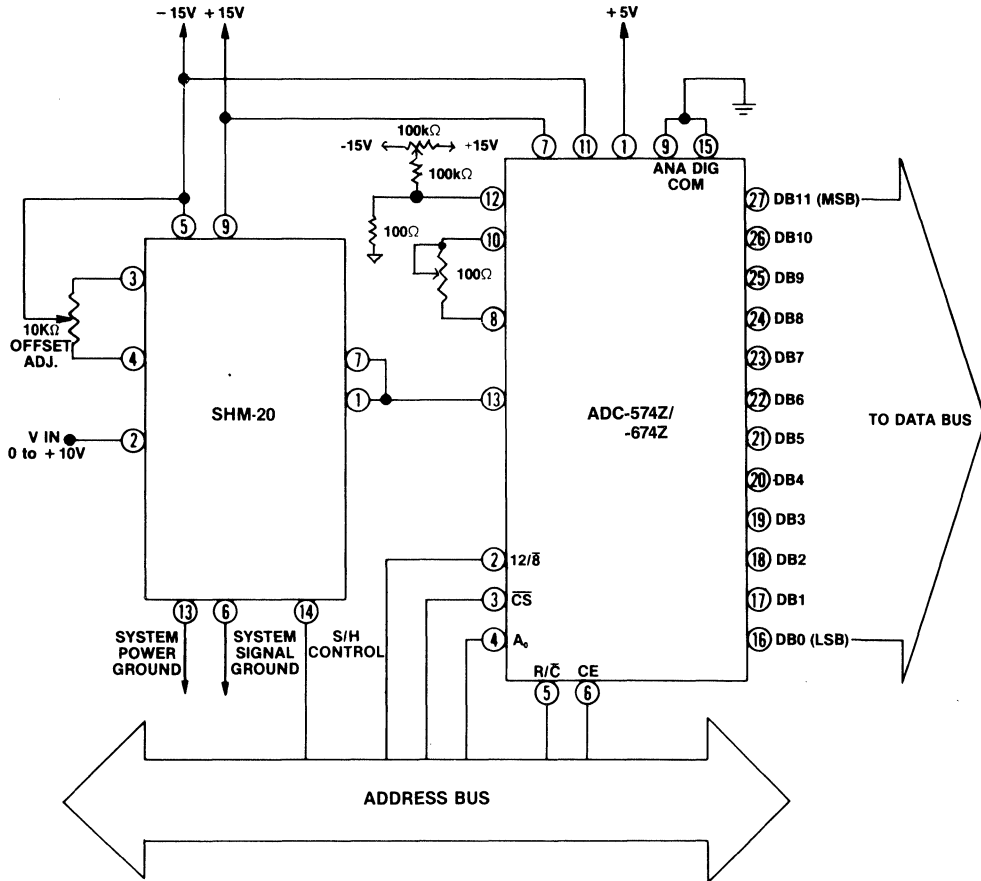 – 15V + 15V +5V
100kΩ
-15V +15V
100kΩ
7 11 1 9 15
ANA DIG
COM
12
100Ω
10
100Ω
8
13
5 9
3
10KΩ
OFFSET
ADJ.
4
7
1
SHM-20
V IN
0 to + 10V
2
ADC-574Z/
-674Z
27 DB11 (MSB)
26 DB10
25 DB9
24 DB8
23 DB7
22 DB6
21 DB5
20 DB4
19 DB3
18 DB2
17 DB1
16 DB0 (LSB)
TO DATA BUS
2 12/8̅
3 C̅S̅
4 A₀
R/C̅ CE
5 6
13 6 14
SYSTEM
POWER
GROUND
SYSTEM
SIGNAL
GROUND
S/H
CONTROL
ADDRESS BUS